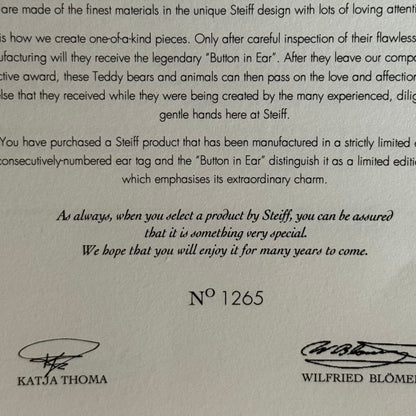 are made of the finest materials in the unique Steiff design with lots of loving attenti
is how we create one-of-a-kind pieces. Only after careful inspection of their flawless
ufacturing will they receive the legendary "Button in Ear". After they leave our compa
ctive award, these Teddy bears and animals can then pass on the love and affection
else that they received while they were being created by the many experienced, dilig
gentle hands here at Steiff.
You have purchased a Steiff product that has been manufactured in a strictly limited e
consecutively-numbered ear tag and the "Button in Ear" distinguish it as a limited editio
which emphasises its extraordinary charm.
As always, when you select a product by Steiff, you can be assured
that it is something very special.
We hope that you will enjoy it for many years to come.
Nº 1265
KATJA THOMA
WILFRIED BLÖME